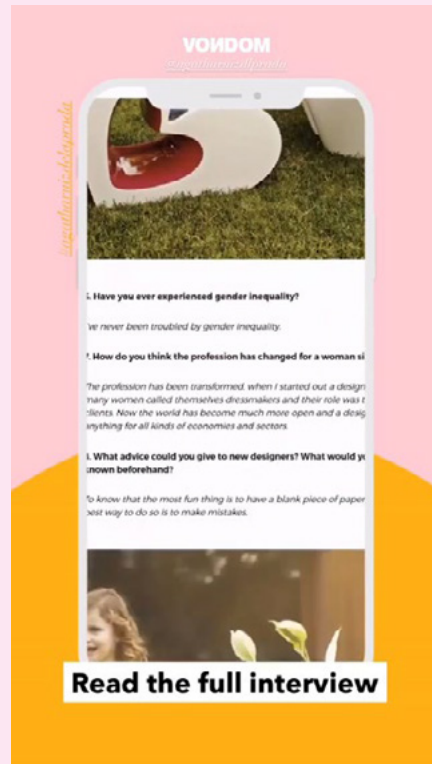 VONDOM
@agatharuizdelaprada
@agatharuizdelaprada
6. Have you ever experienced gender inequality?
I've never been troubled by gender inequality.
7. How do you think the profession has changed for a woman si
The profession has been transformed. when I started out a design
many women called themselves dressmakers and their role was t
clients. Now the world has become much more open and a desig
anything for all kinds of economies and sectors.
8. What advice could you give to new designers? What would yo
known beforehand?
To know that the most fun thing is to have a blank piece of paper
best way to do so is to make mistakes.
Read the full interview